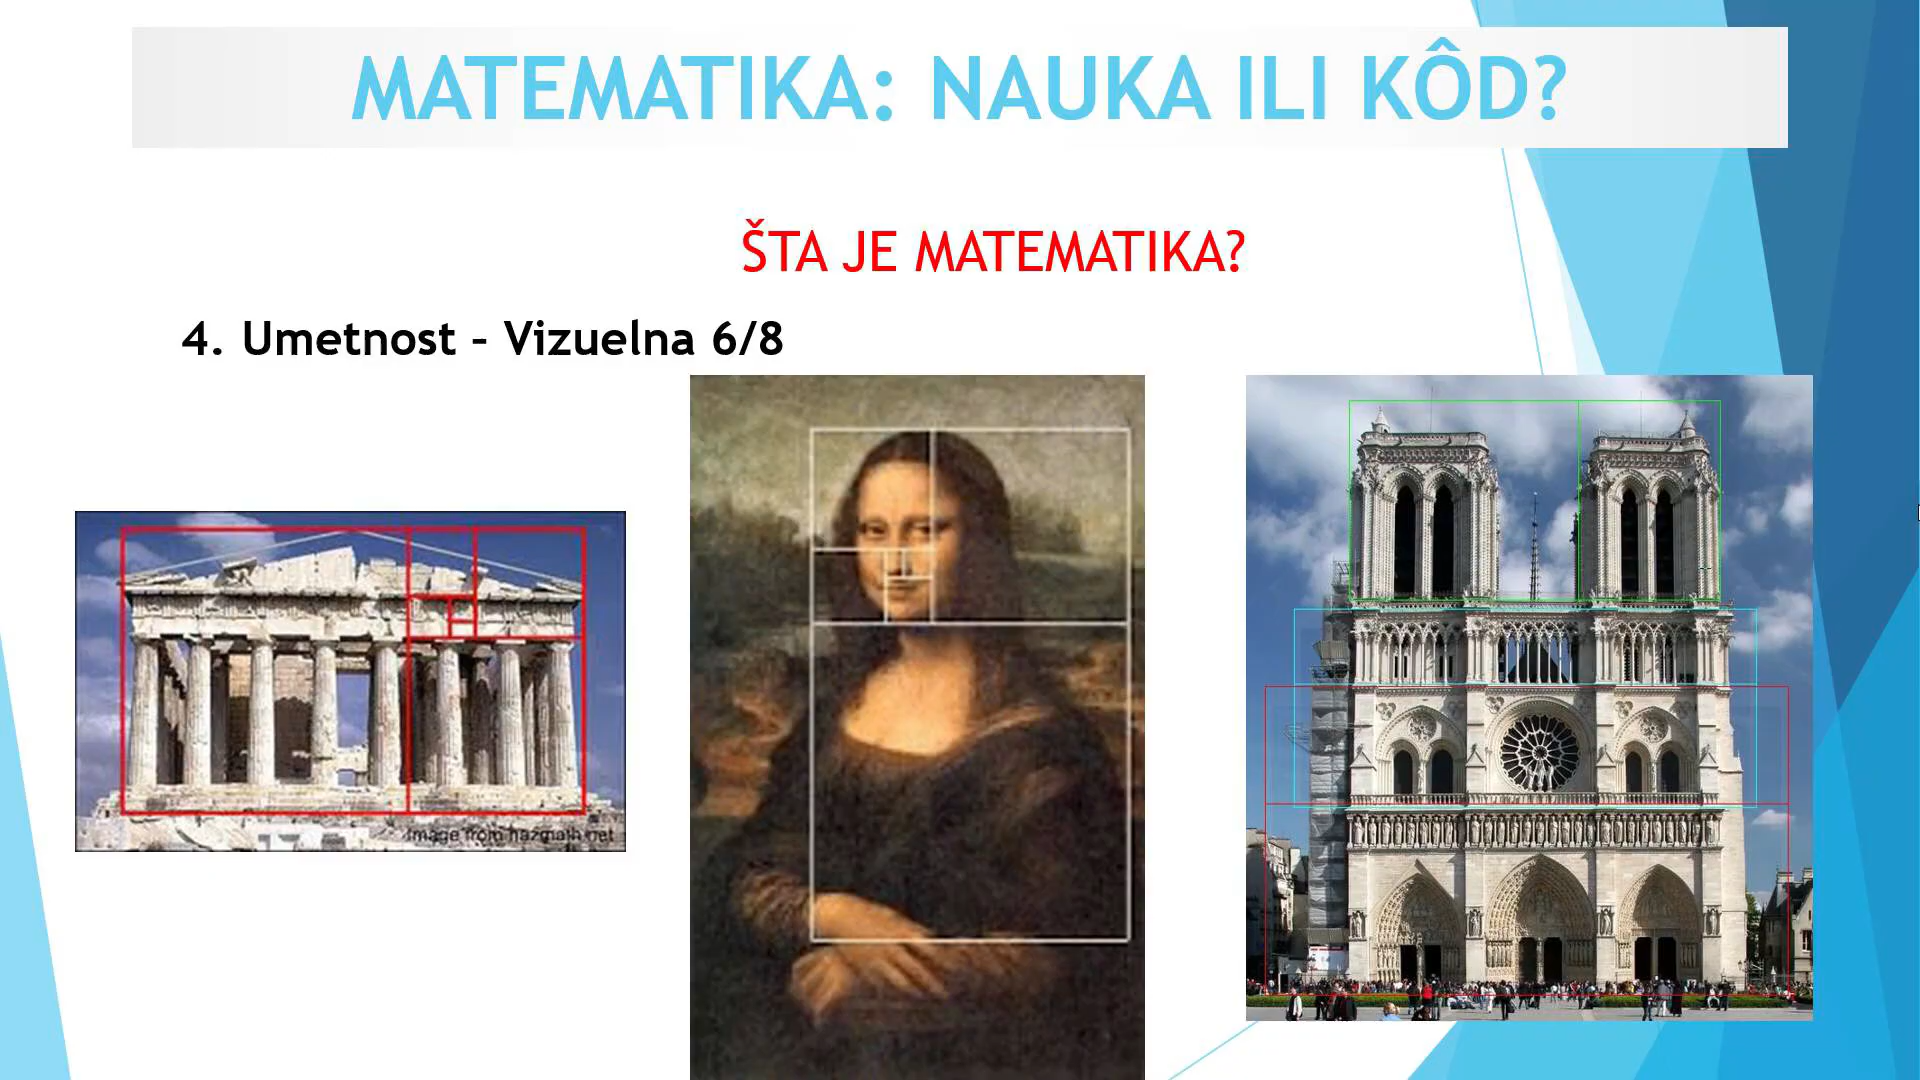 MATEMATIKA: NAUKA ILI KÔD?
ŠTA JE MATEMATIKA?
4. Umetnost – Vizuelna 6/8
Image from hazmath.net